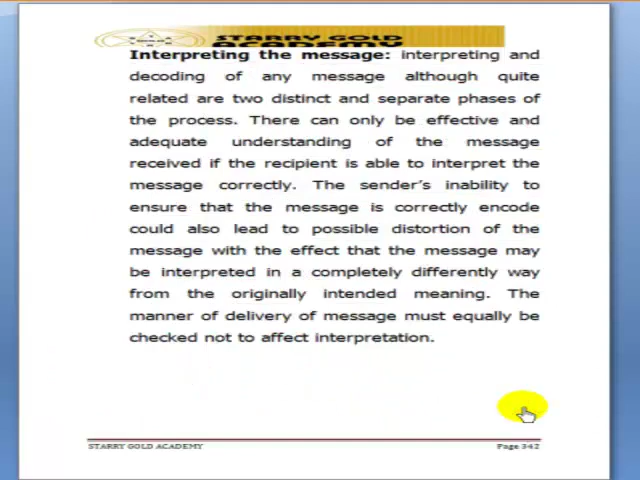 STARRY GOLD
ACADEMY
Interpreting the message: interpreting and
decoding of any message although quite
related are two distinct and separate phases of
the process. There can only be effective and
adequate understanding of the message
received if the recipient is able to interpret the
message correctly. The sender's inability to
ensure that the message is correctly encode
could also lead to possible distortion of the
message with the effect that the message may
be interpreted in a completely differently way
from the originally intended meaning. The
manner of delivery of message must equally be
checked not to affect interpretation.
STARRY GOLD ACADEMY Page 342